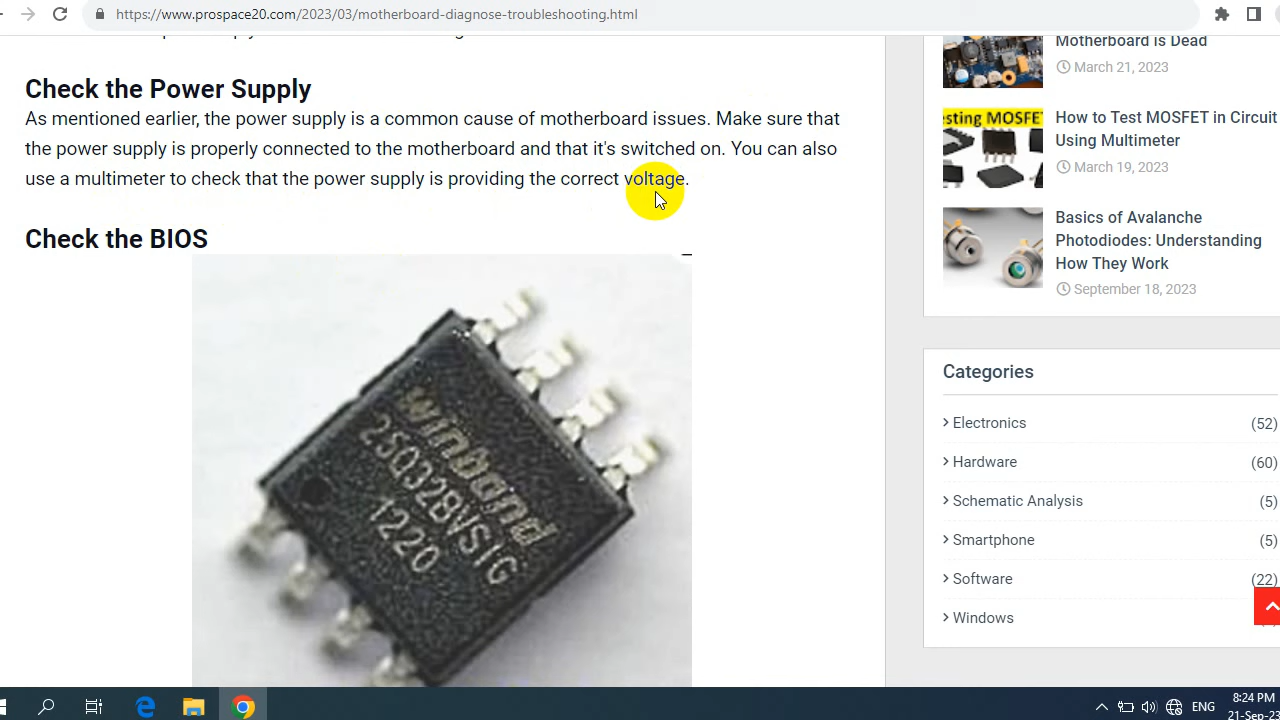 https://www.prospace20.com/2023/03/motherboard-diagnose-troubleshooting.html
Check the Power Supply
As mentioned earlier, the power supply is a common cause of motherboard issues. Make sure that
the power supply is properly connected to the motherboard and that it's switched on. You can also
use a multimeter to check that the power supply is providing the correct voltage.
Check the BIOS
winbond
25Q32BVSIG
1220
Motherboard is Dead
March 21, 2023
sting MOSFET
How to Test MOSFET in Circuit
Using Multimeter
March 19, 2023
Basics of Avalanche
Photodiodes: Understanding
How They Work
September 18, 2023
Categories
Electronics (52)
Hardware (60)
Schematic Analysis (5)
Smartphone (5)
Software (22)
Windows
ENG
8:24 PM
21-Sep-23